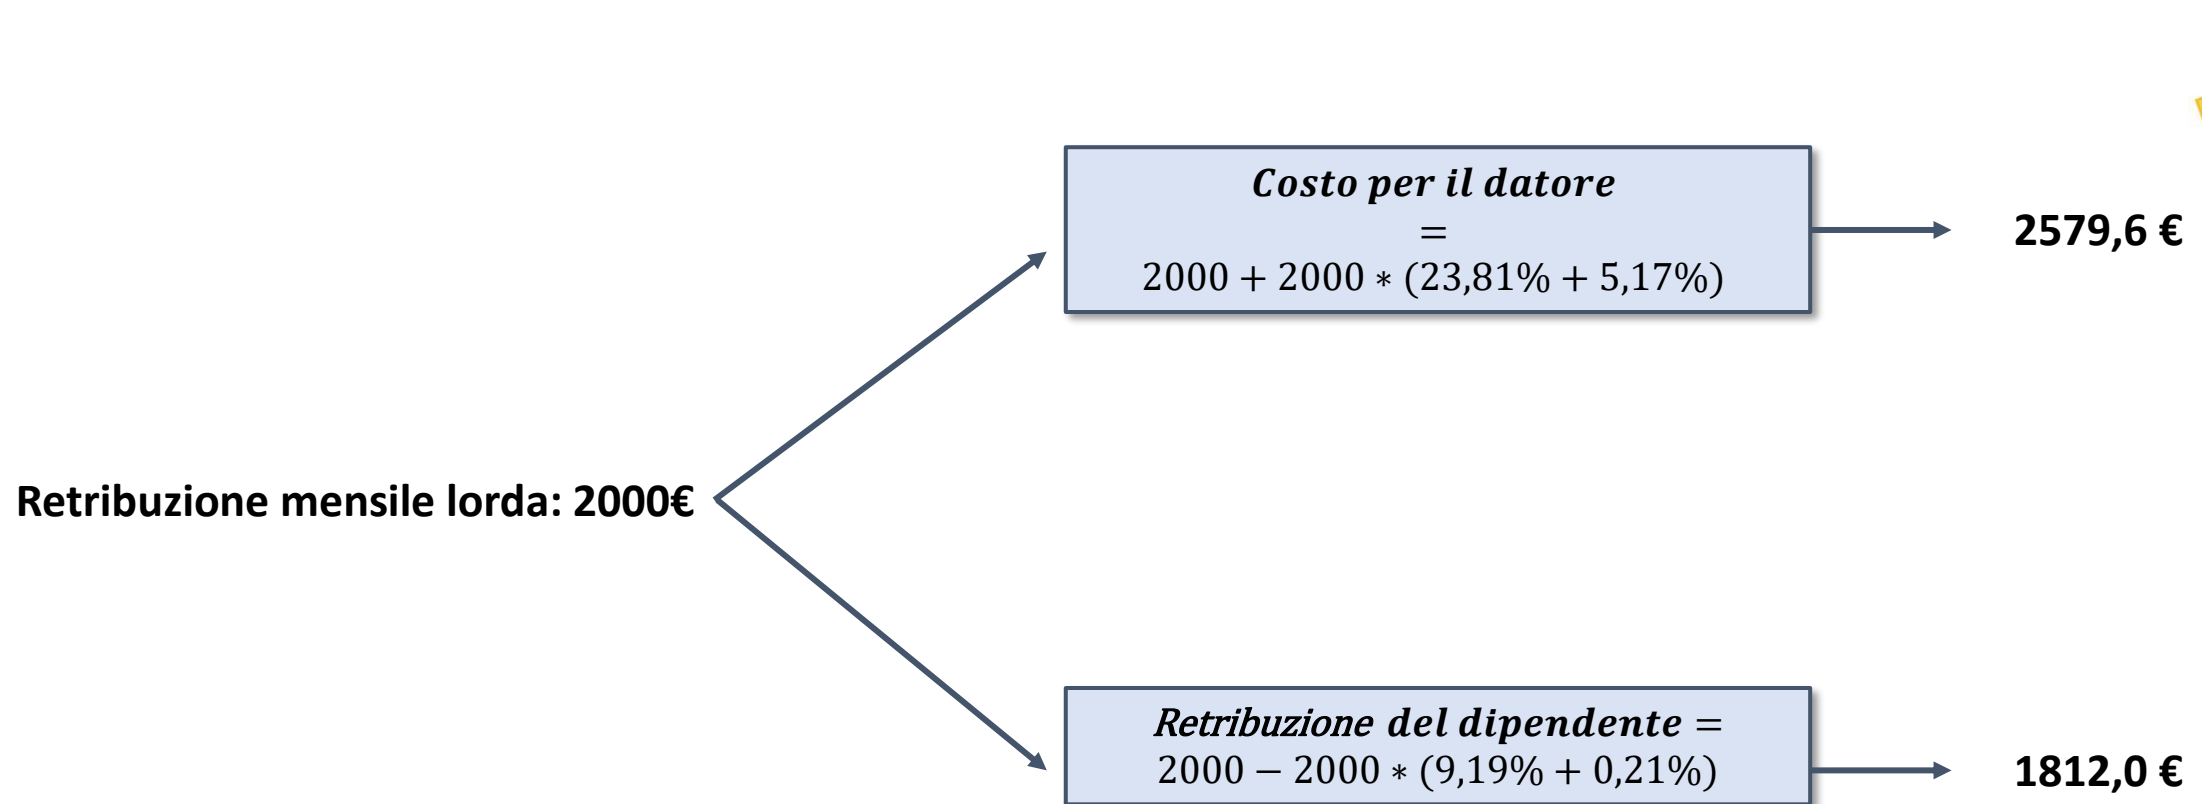 Costo per il datore
=
2000 + 2000 ∗ (23,81% + 5,17%)
2579,6 €
Retribuzione mensile lorda: 2000€
Retribuzione del dipendente =
2000 − 2000 ∗ (9,19% + 0,21%)
1812,0 €